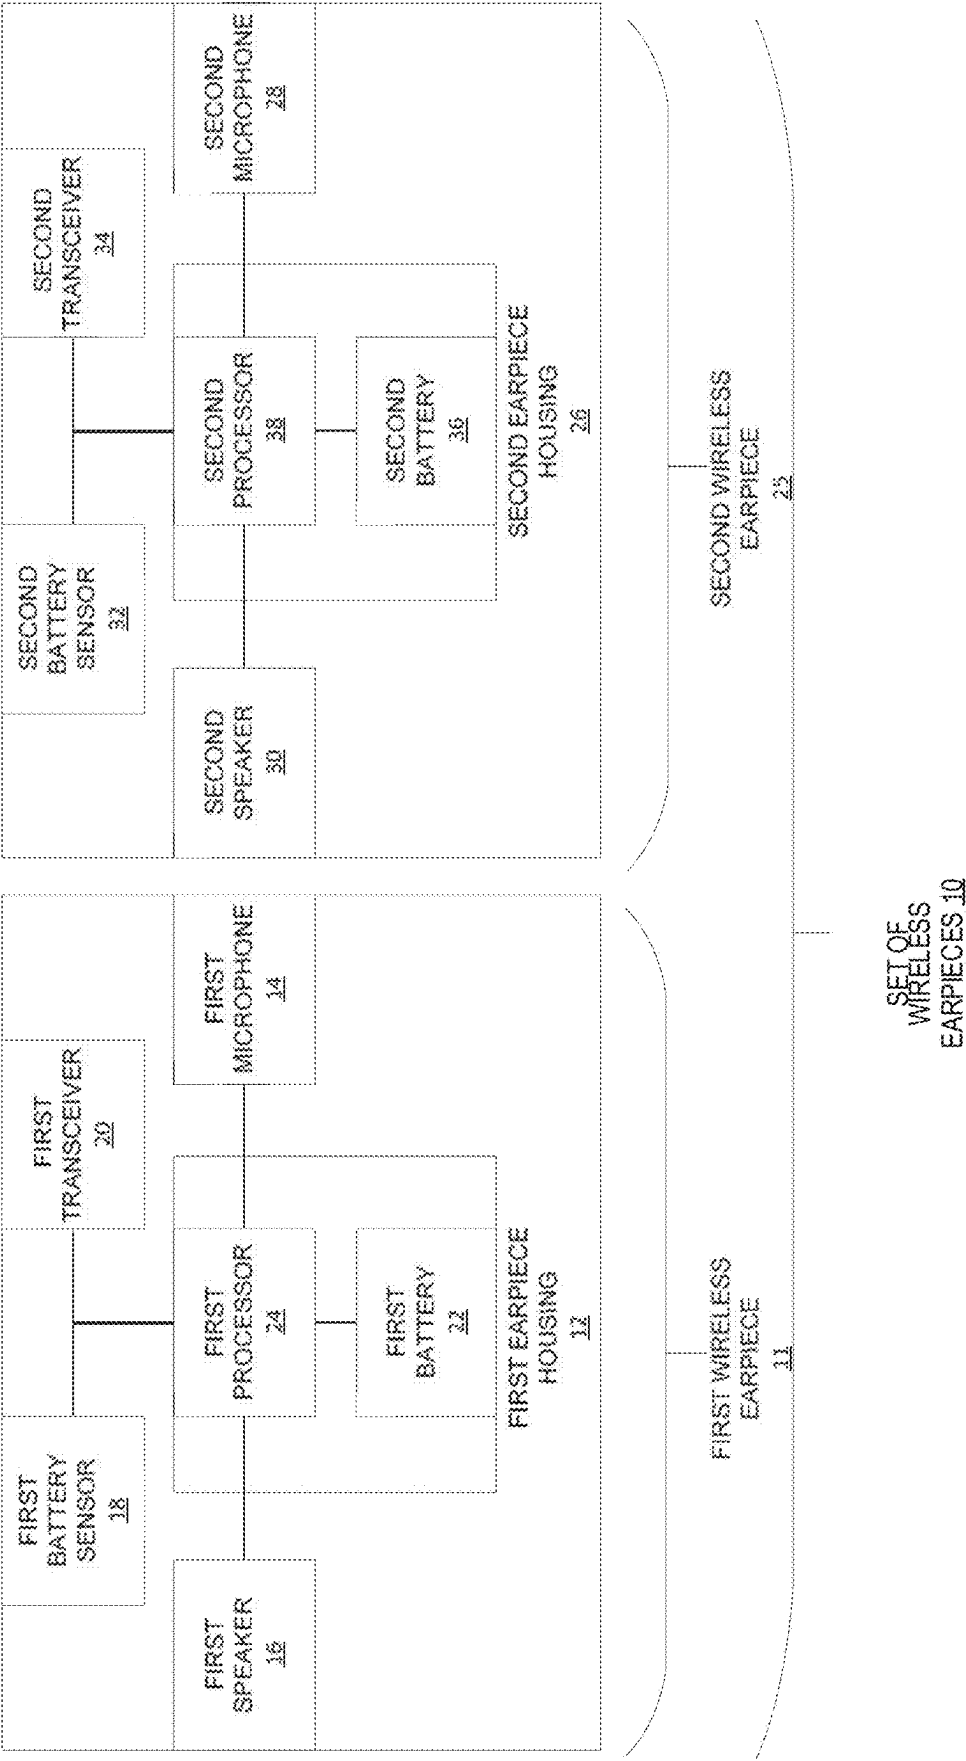 FIRST
BATTERY
SENSOR
18
FIRST
TRANSCEIVER
20
FIRST
SPEAKER
16
FIRST
PROCESSOR
24
FIRST
MICROPHONE
14
FIRST
BATTERY
22
FIRST EARPIECE
HOUSING
12
FIRST WIRELESS
EARPIECE
11
SECOND
BATTERY
SENSOR
32
SECOND
TRANSCEIVER
34
SECOND
SPEAKER
30
SECOND
PROCESSOR
38
SECOND
MICROPHONE
28
SECOND
BATTERY
36
SECOND EARPIECE
HOUSING
26
SECOND WIRELESS
EARPIECE
25
SET OF
WIRELESS
EARPIECES 10